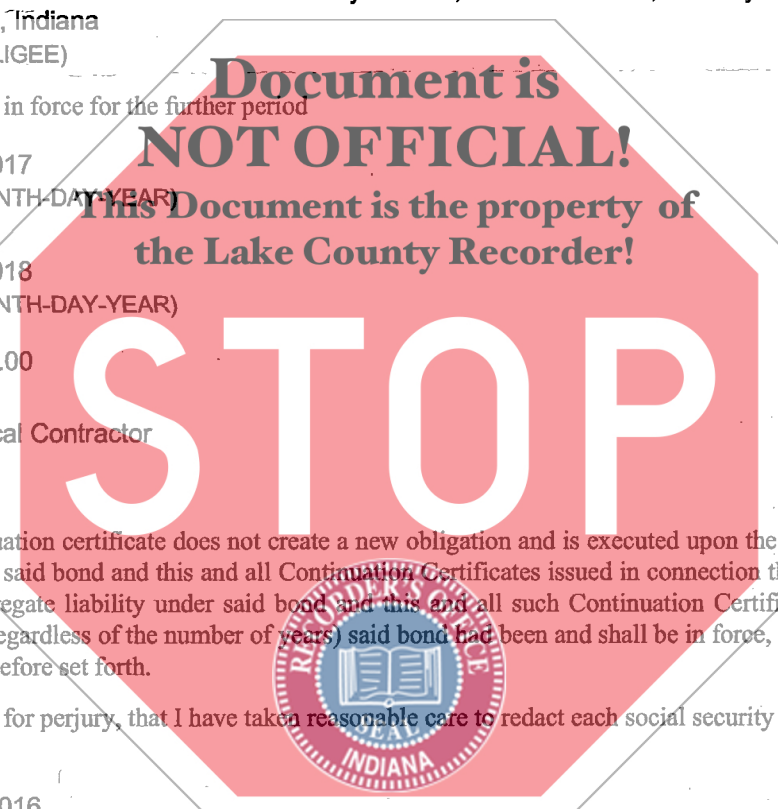 , Indiana
LIGEE)
Document is
in force for the further period
NOT OFFICIAL!
017
NTH-DAY-YEAR)
This Document is the property of
the Lake County Recorder!
018
NTH-DAY-YEAR)
STOP
.00
cal Contractor
uation certificate does not create a new obligation and is executed upon the
said bond and this and all Continuation Certificates issued in connection th
egate liability under said bond and this and all such Continuation Certifi
egardless of the number of years) said bond had been and shall be in force,
efore set forth.
RECORDER'S OFFICE
SEAL
INDIANA
for perjury, that I have taken reasonable care to redact each social security
016